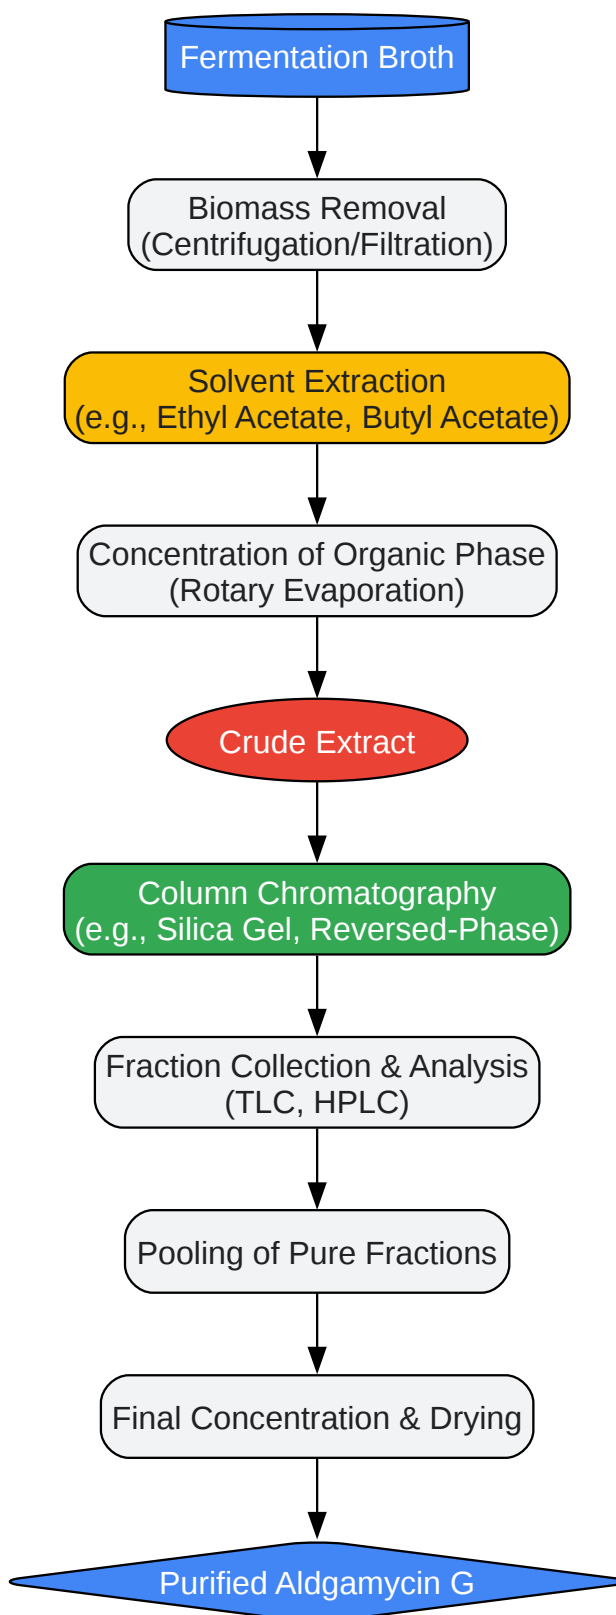 Fermentation Broth
Biomass Removal
(Centrifugation/Filtration)
Solvent Extraction
(e.g., Ethyl Acetate, Butyl Acetate)
Concentration of Organic Phase
(Rotary Evaporation)
Crude Extract
Column Chromatography
(e.g., Silica Gel, Reversed-Phase)
Fraction Collection & Analysis
(TLC, HPLC)
Pooling of Pure Fractions
Final Concentration & Drying
Purified Aldgamycin G